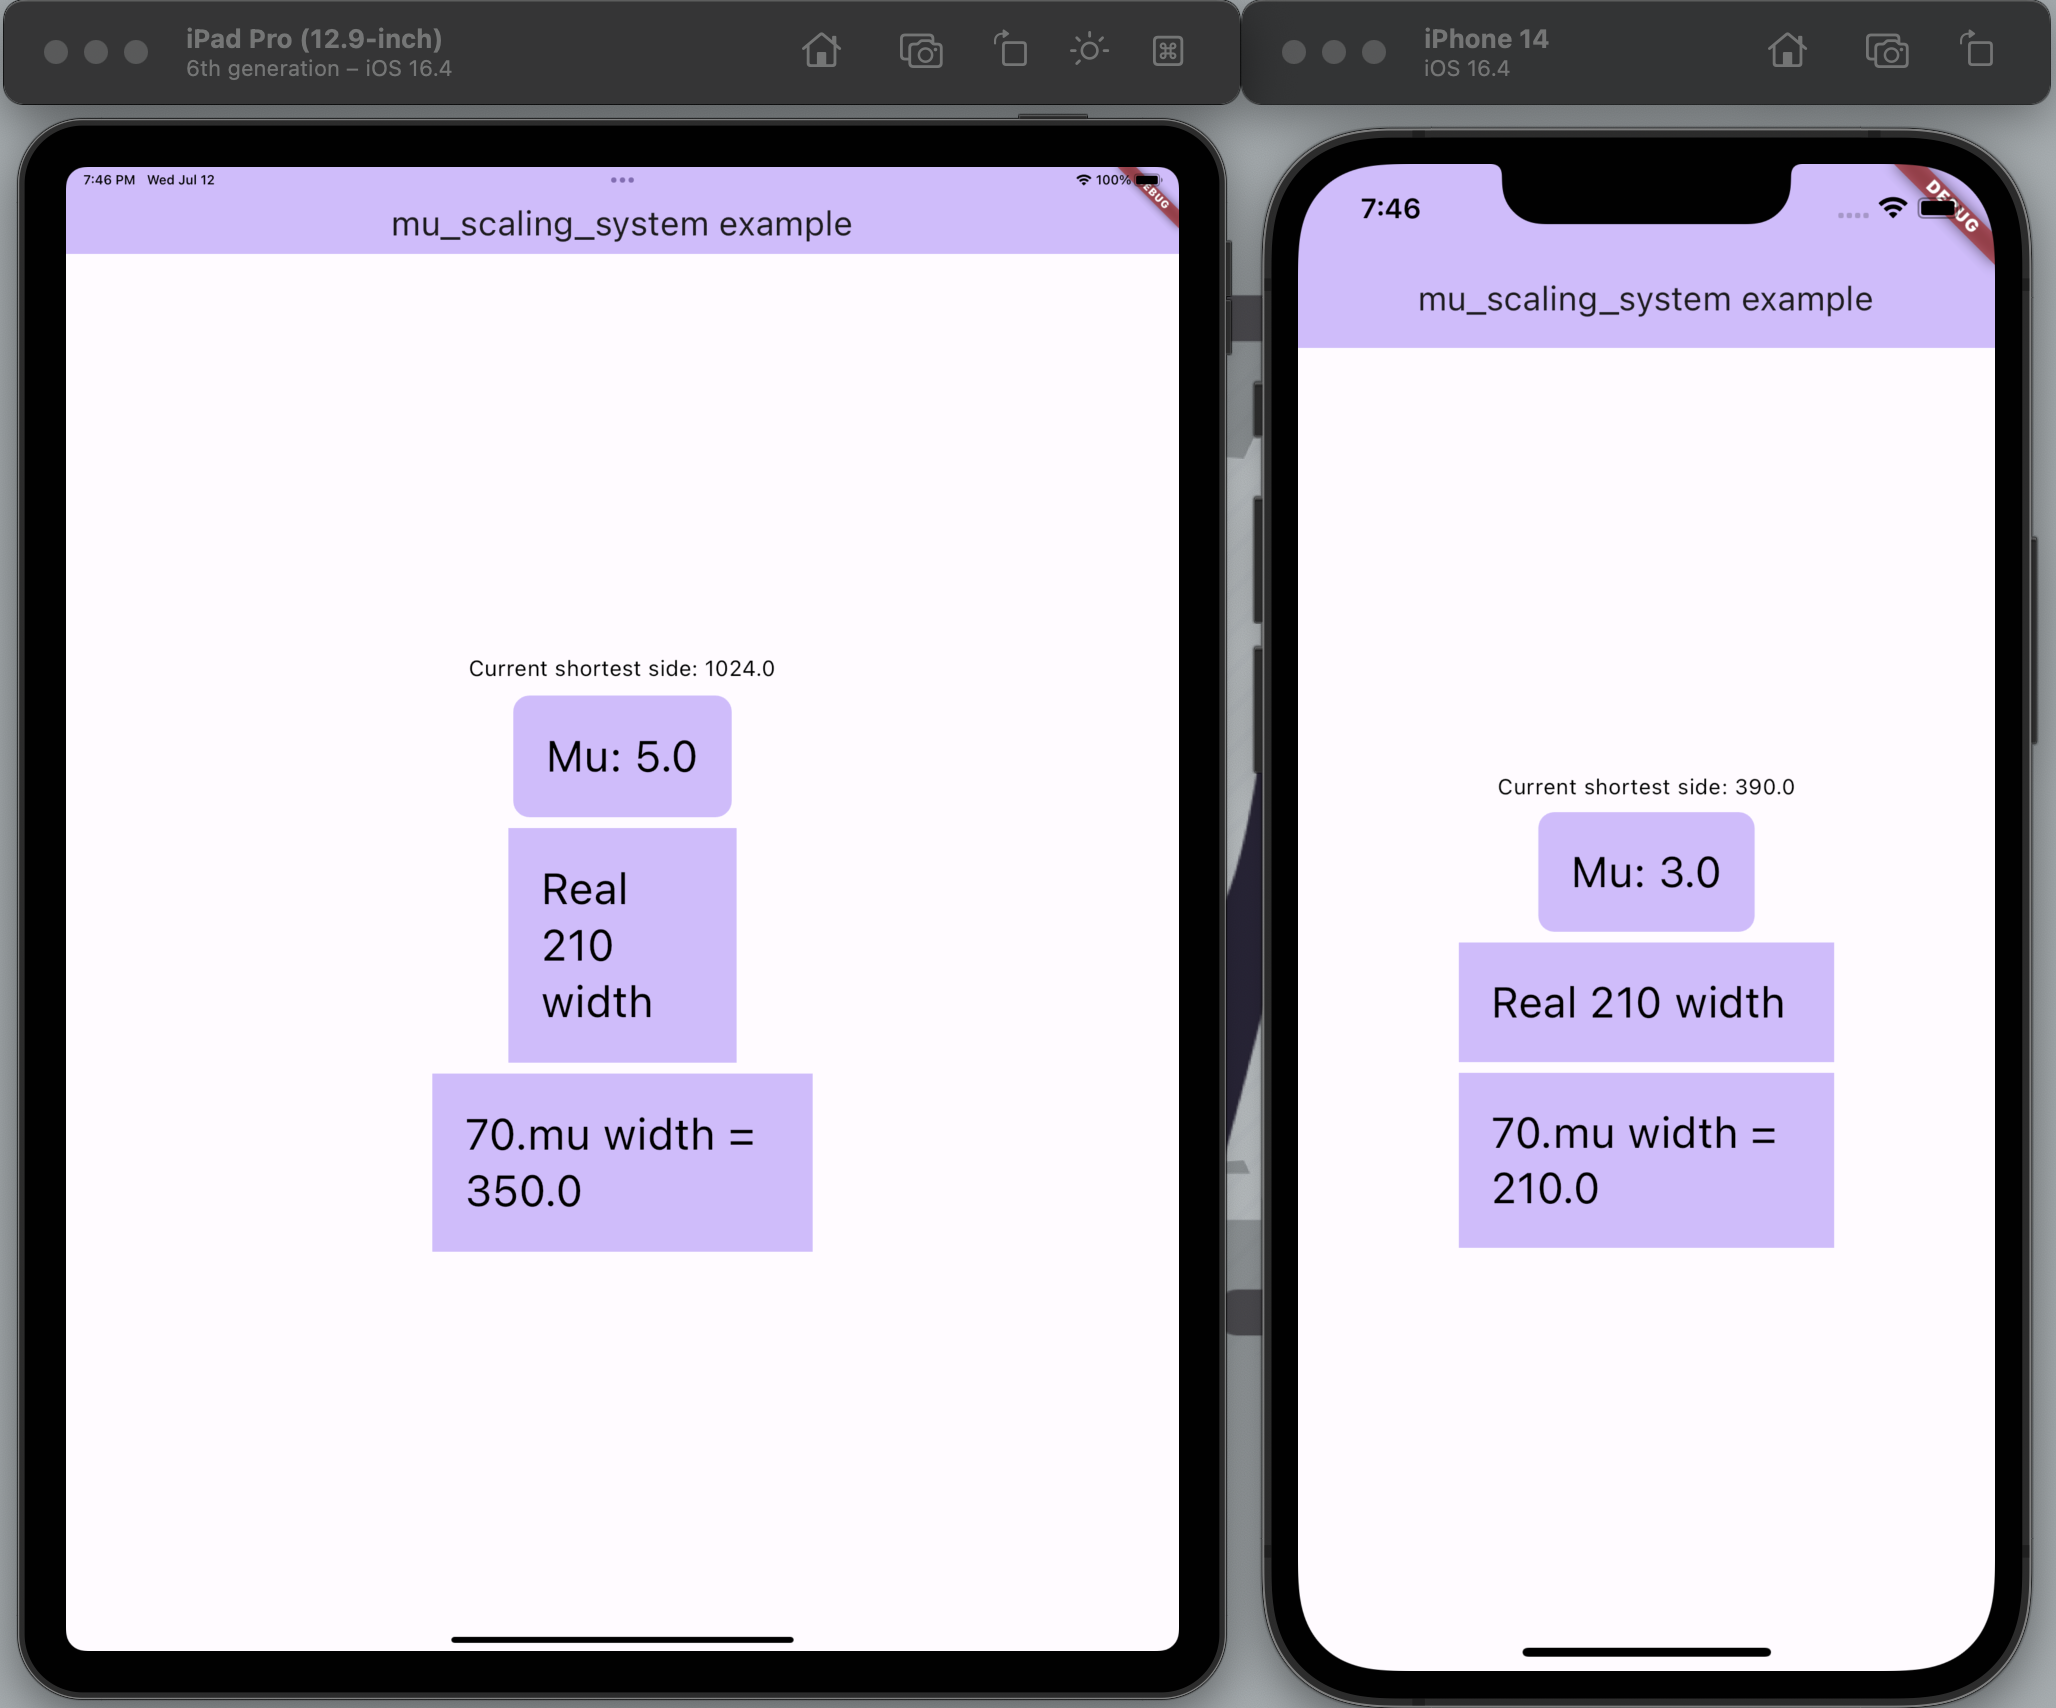 iPad Pro (12.9-inch)
6th generation – iOS 16.4
7:46 PM Wed Jul 12
100%
mu_scaling_system example
Current shortest side: 1024.0
Mu: 5.0
Real
210
width
70.mu width =
350.0
iPhone 14
iOS 16.4
7:46
DEBUG
mu_scaling_system example
Current shortest side: 390.0
Mu: 3.0
Real 210 width
70.mu width =
210.0